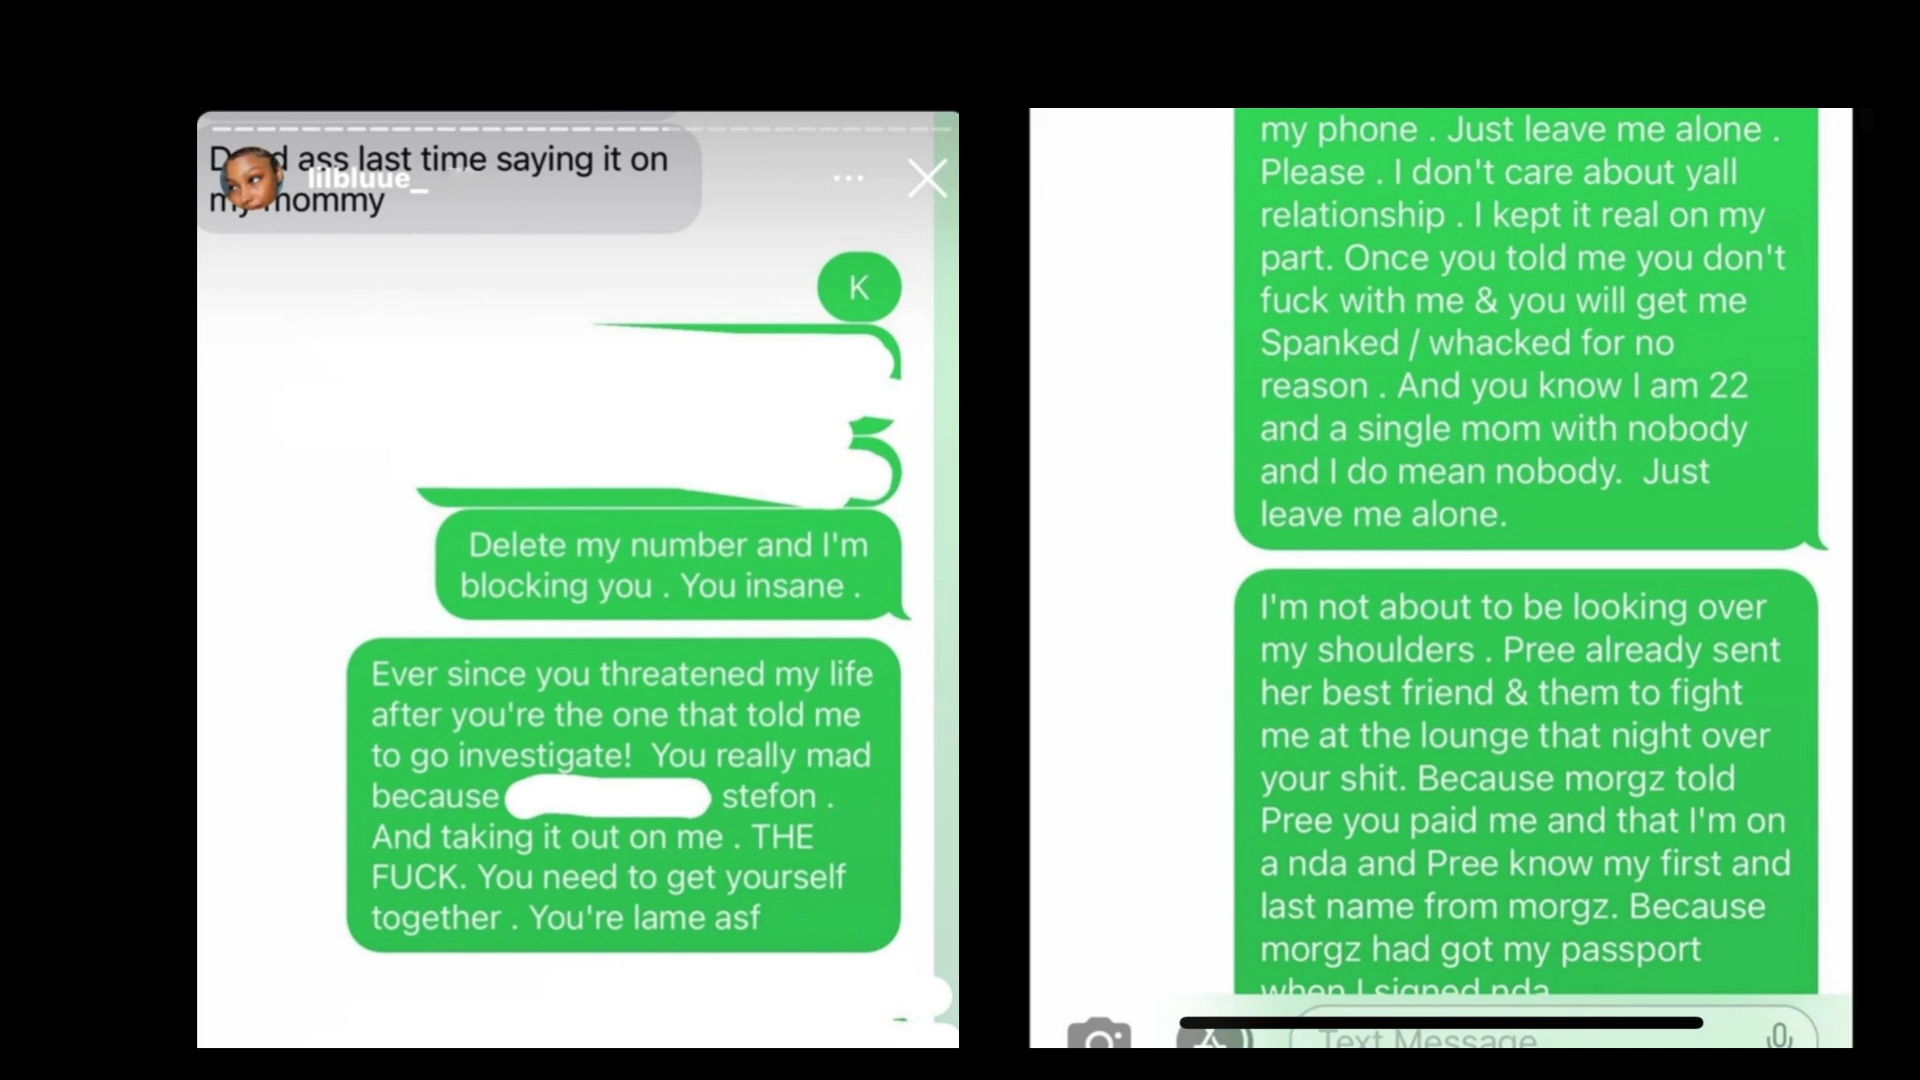 D d ass last time saying it on
lilbluue_
my mommy
K
Delete my number and I'm
blocking you . You insane .
Ever since you threatened my life
after you're the one that told me
to go investigate! You really mad
because stefon .
And taking it out on me . THE
FUCK. You need to get yourself
together . You're lame asf
my phone . Just leave me alone .
Please . I don't care about yall
relationship . I kept it real on my
part. Once you told me you don't
fuck with me & you will get me
Spanked / whacked for no
reason . And you know I am 22
and a single mom with nobody
and I do mean nobody. Just
leave me alone.
I'm not about to be looking over
my shoulders . Pree already sent
her best friend & them to fight
me at the lounge that night over
your shit. Because morgz told
Pree you paid me and that I'm on
a nda and Pree know my first and
last name from morgz. Because
morgz had got my passport
when I signed nda
Text Message